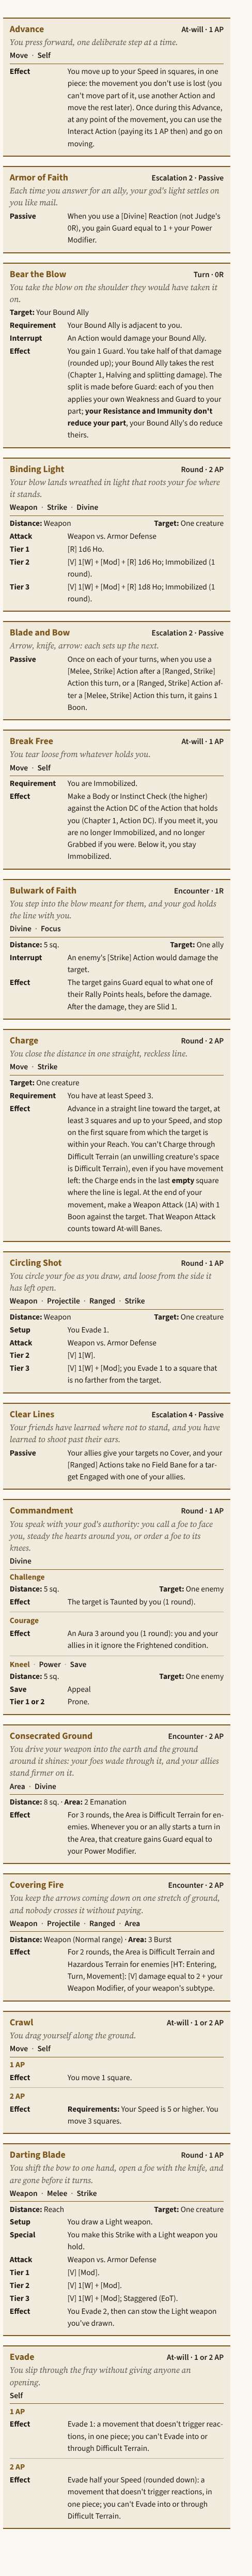 Advance At-will · 1 AP
You press forward, one deliberate step at a time.
Move · Self
Effect You move up to your Speed in squares, in one
piece: the movement you don't use is lost (you
can't move part of it, use another Action and
move the rest later). Once during this Advance,
at any point of the movement, you can use the
Interact Action (paying its 1 AP then) and go on
moving.
Armor of Faith Escalation 2 · Passive
Each time you answer for an ally, your god's light settles on
you like mail.
Passive When you use a [Divine] Reaction (not Judge's
0R), you gain Guard equal to 1 + your Power
Modifier.
Bear the Blow Turn · 0R
You take the blow on the shoulder they would have taken it
on.
Target: Your Bound Ally
Requirement Your Bound Ally is adjacent to you.
Interrupt An Action would damage your Bound Ally.
Effect You gain 1 Guard. You take half of that damage
(rounded up); your Bound Ally takes the rest
(Chapter 1, Halving and splitting damage). The
split is made before Guard: each of you then
applies your own Weakness and Guard to your
part; your Resistance and Immunity don't
reduce your part, your Bound Ally's do reduce
theirs.
Binding Light Round · 2 AP
Your blow lands wreathed in light that roots your foe where
it stands.
Weapon · Strike · Divine
Distance: Weapon Target: One creature
Attack Weapon vs. Armor Defense
Tier 1 [R] 1d6 Ho.
Tier 2 [V] 1[W] + [Mod] + [R] 1d6 Ho; Immobilized (1
round).
Tier 3 [V] 1[W] + [Mod] + [R] 1d8 Ho; Immobilized (1
round).
Blade and Bow Escalation 2 · Passive
Arrow, knife, arrow: each sets up the next.
Passive Once on each of your turns, when you use a
[Melee, Strike] Action after a [Ranged, Strike]
Action this turn, or a [Ranged, Strike] Action af-
ter a [Melee, Strike] Action this turn, it gains 1
Boon.
Break Free At-will · 1 AP
You tear loose from whatever holds you.
Move · Self
Requirement You are Immobilized.
Effect Make a Body or Instinct Check (the higher)
against the Action DC of the Action that holds
you (Chapter 1, Action DC). If you meet it, you
are no longer Immobilized, and no longer
Grabbed if you were. Below it, you stay
Immobilized.
Bulwark of Faith Encounter · 1R
You step into the blow meant for them, and your god holds
the line with you.
Divine · Focus
Distance: 5 sq. Target: One ally
Interrupt An enemy's [Strike] Action would damage the
target.
Effect The target gains Guard equal to what one of
their Rally Points heals, before the damage.
After the damage, they are Slid 1.
Charge Round · 2 AP
You close the distance in one straight, reckless line.
Move · Strike
Target: One creature
Requirement You have at least Speed 3.
Effect Advance in a straight line toward the target, at
least 3 squares and up to your Speed, and stop
on the first square from which the target is
within your Reach. You can't Charge through
Difficult Terrain (an unwilling creature's space
is Difficult Terrain), even if you have movement
left: the Charge ends in the last empty square
where the line is legal. At the end of your
movement, make a Weapon Attack (1A) with 1
Boon against the target. That Weapon Attack
counts toward At-will Banes.
Circling Shot Round · 1 AP
You circle your foe as you draw, and loose from the side it
has left open.
Weapon · Projectile · Ranged · Strike
Distance: Weapon Target: One creature
Setup You Evade 1.
Attack Weapon vs. Armor Defense
Tier 2 [V] 1[W].
Tier 3 [V] 1[W] + [Mod]; you Evade 1 to a square that
is no farther from the target.
Clear Lines Escalation 4 · Passive
Your friends have learned where not to stand, and you have
learned to shoot past their ears.
Passive Your allies give your targets no Cover, and your
[Ranged] Actions take no Field Bane for a tar-
get Engaged with one of your allies.
Commandment Round · 1 AP
You speak with your god's authority: you call a foe to face
you, steady the hearts around you, or order a foe to its
knees.
Divine
Challenge
Distance: 5 sq. Target: One enemy
Effect The target is Taunted by you (1 round).
Courage
Effect An Aura 3 around you (1 round): you and your
allies in it ignore the Frightened condition.
Kneel · Power · Save
Distance: 5 sq. Target: One enemy
Save Appeal
Tier 1 or 2 Prone.
Consecrated Ground Encounter · 2 AP
You drive your weapon into the earth and the ground
around it shines: your foes wade through it, and your allies
stand firmer on it.
Area · Divine
Distance: 8 sq. · Area: 2 Emanation
Effect For 3 rounds, the Area is Difficult Terrain for en-
emies. Whenever you or an ally starts a turn in
the Area, that creature gains Guard equal to
your Power Modifier.
Covering Fire Encounter · 2 AP
You keep the arrows coming down on one stretch of ground,
and nobody crosses it without paying.
Weapon · Projectile · Ranged · Area
Distance: Weapon (Normal range) · Area: 3 Burst
Effect For 2 rounds, the Area is Difficult Terrain and
Hazardous Terrain for enemies [HT: Entering,
Turn, Movement]: [V] damage equal to 2 + your
Weapon Modifier, of your weapon's subtype.
Crawl At-will · 1 or 2 AP
You drag yourself along the ground.
Move · Self
1 AP
Effect You move 1 square.
2 AP
Effect Requirements: Your Speed is 5 or higher. You
move 3 squares.
Darting Blade Round · 1 AP
You shift the bow to one hand, open a foe with the knife, and
are gone before it turns.
Weapon · Melee · Strike
Distance: Reach Target: One creature
Setup You draw a Light weapon.
Special You make this Strike with a Light weapon you
hold.
Attack Weapon vs. Armor Defense
Tier 1 [V] [Mod].
Tier 2 [V] 1[W] + [Mod].
Tier 3 [V] 1[W] + [Mod]; Staggered (EoT).
Effect You Evade 2, then can stow the Light weapon
you've drawn.
Evade At-will · 1 or 2 AP
You slip through the fray without giving anyone an
opening.
Self
1 AP
Effect Evade 1: a movement that doesn't trigger reac-
tions, in one piece; you can't Evade into or
through Difficult Terrain.
2 AP
Effect Evade half your Speed (rounded down): a
movement that doesn't trigger reactions, in
one piece; you can't Evade into or through
Difficult Terrain.